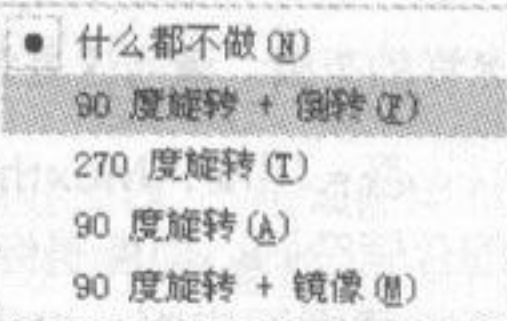 什么都不做(N)
90 度旋转 + 倒转(F)
270 度旋转(T)
90 度旋转(A)
90 度旋转 + 镜像(M)